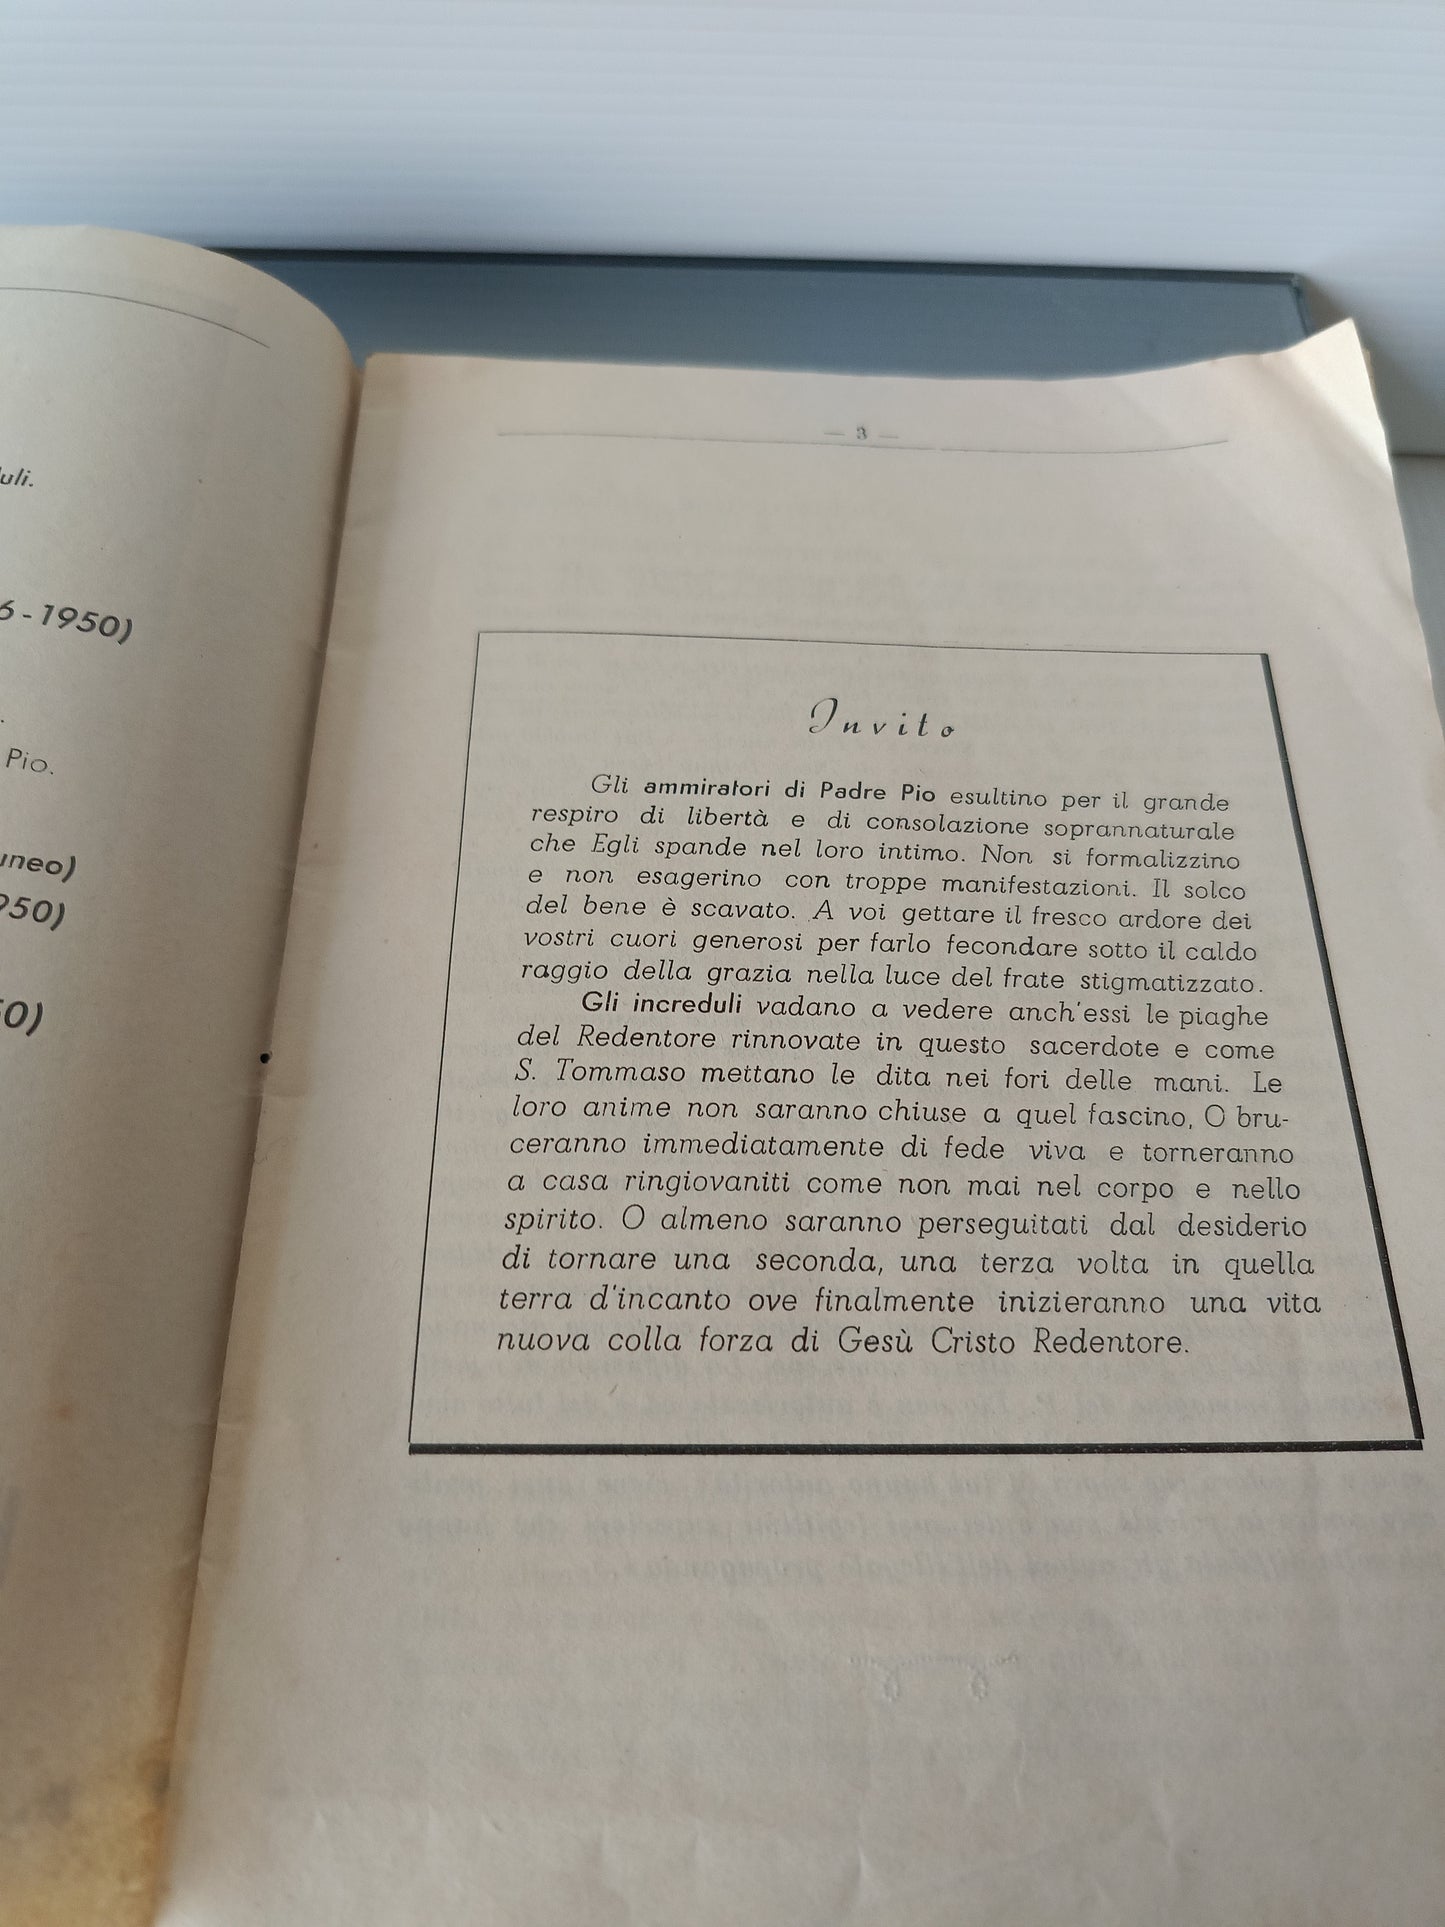 uli.
6-1950)
Pio.
uneo)
950)
50)
— 3 —
Invito
Gli ammiratori di Padre Pio esultino per il grande
respiro di libertà e di consolazione soprannaturale
che Egli spande nel loro intimo. Non si formalizzino
e non esagerino con troppe manifestazioni. Il solco
del bene è scavato. A voi gettare il fresco ardore dei
vostri cuori generosi per farlo fecondare sotto il caldo
raggio della grazia nella luce del frate stigmatizzato.
Gli increduli vadano a vedere anch'essi le piaghe
del Redentore rinnovate in questo sacerdote e come
S. Tommaso mettano le dita nei fori delle mani. Le
loro anime non saranno chiuse a quel fascino, O bru-
ceranno immediatamente di fede viva e torneranno
a casa ringiovaniti come non mai nel corpo e nello
spirito. O almeno saranno perseguitati dal desiderio
di tornare una seconda, una terza volta in quella
terra d'incanto ove finalmente inizieranno una vita
nuova colla forza di Gesù Cristo Redentore.